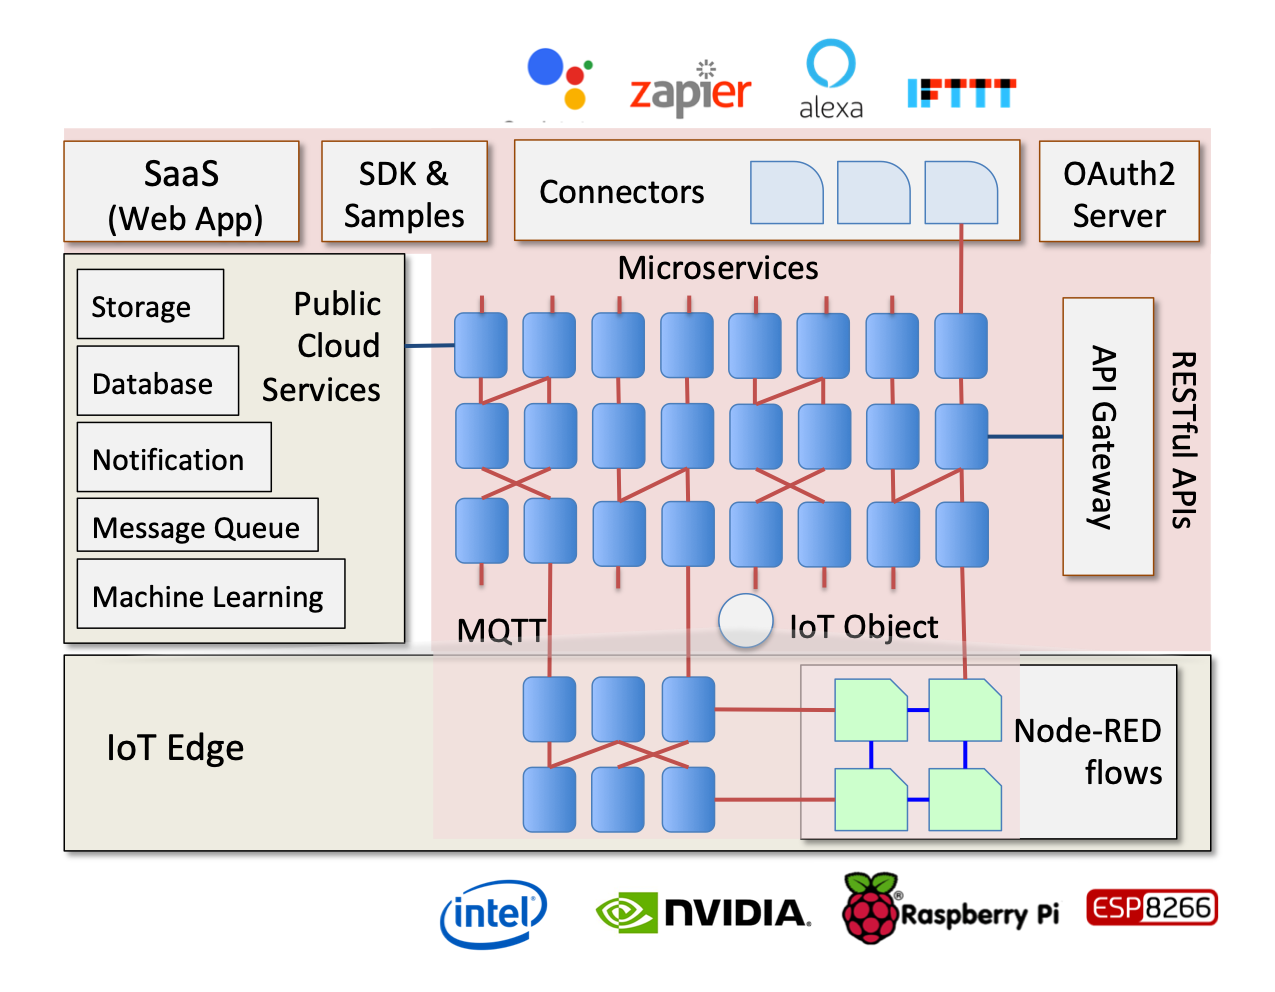 zapier
alexa
IFTTT
SaaS
(Web App)
SDK &
Samples
Connectors
OAuth2
Server
Microservices
Storage
Public
Cloud
Services
Database
Notification
Message Queue
Machine Learning
API Gateway
RESTful APIs
MQTT
IoT Object
IoT Edge
Node-RED
flows
intel
NVIDIA.
Raspberry Pi
ESP8266